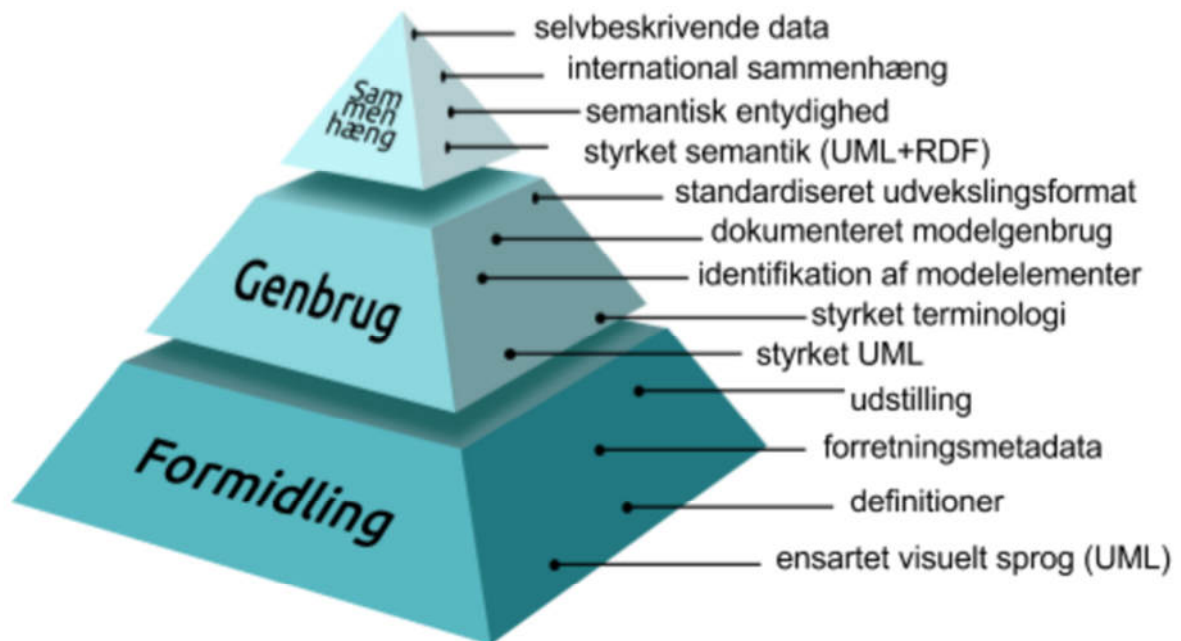 selvbeskrivende data
international sammenhæng
semantisk entydighed
styrket semantik (UML+RDF)
Sam
men
hæng
standardiseret udvekslingsformat
dokumenteret modelgenbrug
identifikation af modelelementer
styrket terminologi
styrket UML
Genbrug
udstilling
forretningsmetadata
definitioner
ensartet visuelt sprog (UML)
Formidling